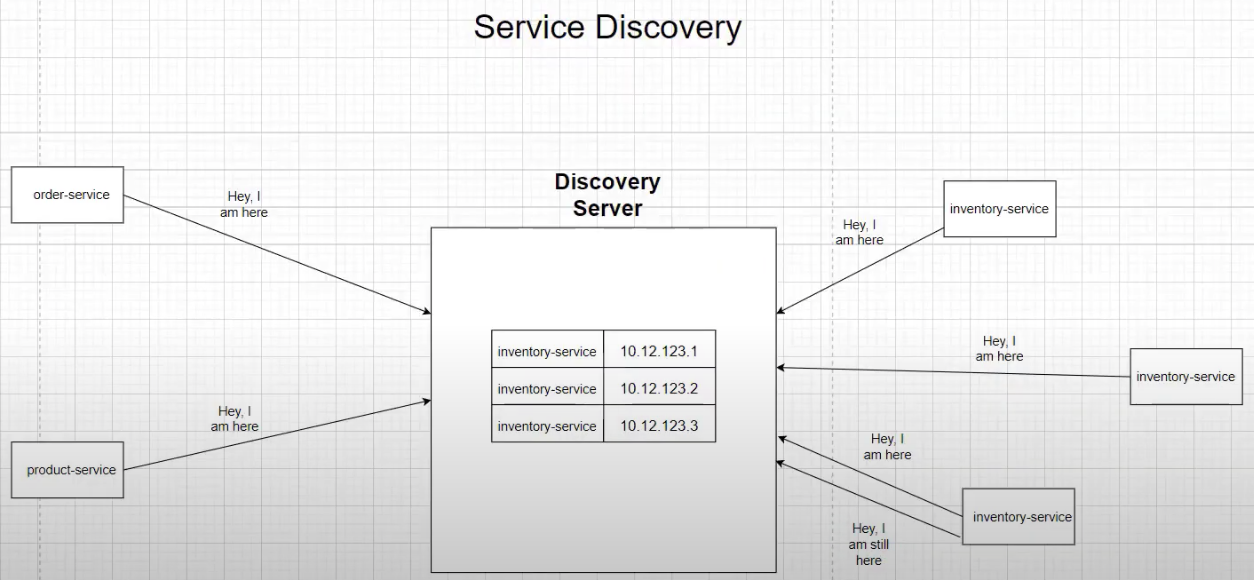 Service Discovery
order-service
Hey, I
am here
Discovery
Server
Hey, I
am here
inventory-service
inventory-service 10.12.123.1
inventory-service 10.12.123.2
inventory-service 10.12.123.3
Hey, I
am here
inventory-service
Hey, I
am here
product-service
Hey, I
am here
inventory-service
Hey, I
am still
here